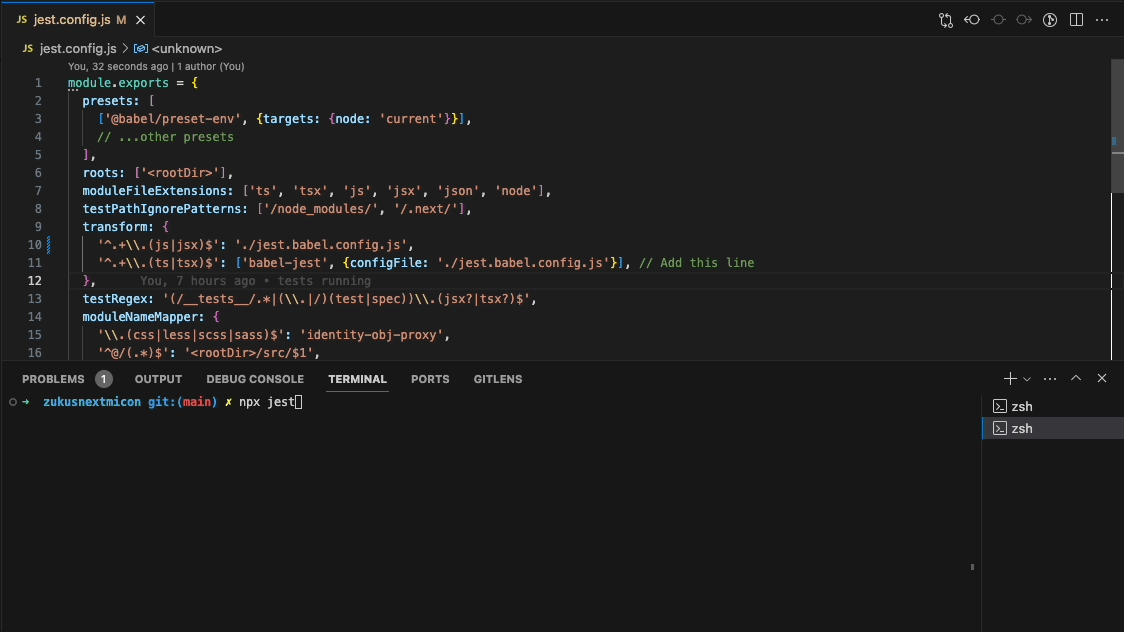 JS jest.config.js M
JS jest.config.js > <unknown>
You, 32 seconds ago | 1 author (You)
1 module.exports = {
2 presets: [
3 ['@babel/preset-env', {targets: {node: 'current'}}],
4 // ...other presets
5 ],
6 roots: ['<rootDir>'],
7 moduleFileExtensions: ['ts', 'tsx', 'js', 'jsx', 'json', 'node'],
8 testPathIgnorePatterns: ['/node_modules/', '/.next/'],
9 transform: {
10 '^.+\\.(js|jsx)$': './jest.babel.config.js',
11 '^.+\\.(ts|tsx)$': ['babel-jest', {configFile: './jest.babel.config.js'}], // Add this line
12 }, You, 7 hours ago • tests running
13 testRegex: '(/__tests__/.*|(\\.|/)(test|spec))\\.(jsx?|tsx?)$',
14 moduleNameMapper: {
15 '\\.(css|less|scss|sass)$': 'identity-obj-proxy',
16 '^@/(.*)$': '<rootDir>/src/$1',
PROBLEMS 1 OUTPUT DEBUG CONSOLE TERMINAL PORTS GITLENS
➜ zukusnextmicon git:(main) ✗ npx jest
zsh
zsh